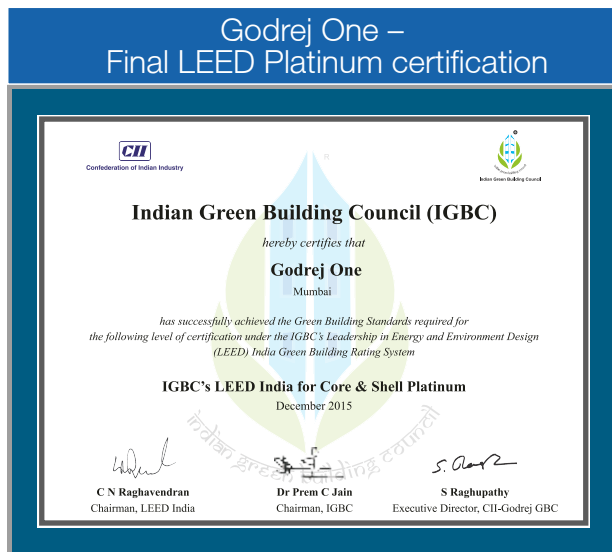 Godrej One –
Final LEED Platinum certification
CII
Confederation of Indian Industry
Indian Green Building Council
Indian Green Building Council (IGBC)
hereby certifies that
Godrej One
Mumbai
has successfully achieved the Green Building Standards required for
the following level of certification under the IGBC's Leadership in Energy and Environment Design
(LEED) India Green Building Rating System
IGBC's LEED India for Core & Shell Platinum
December 2015
indian green building council
C N Raghavendran
Chairman, LEED India
Dr Prem C Jain
Chairman, IGBC
S Raghupathy
Executive Director, CII-Godrej GBC